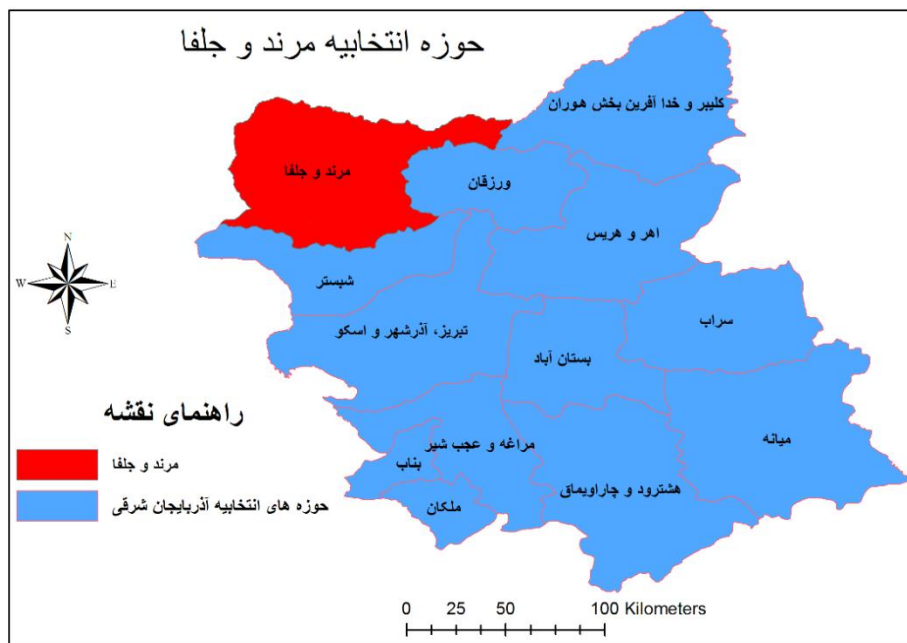 حوزه انتخابیه مرند و جلفا
کلیبر و خدا آفرین بخش هوران
مرند و جلفا
ورزقان
اهر و هریس
N
W
E
S
شبستر
سراب
تبریز، آذرشهر و اسکو
بستان آباد
میانه
مراغه و عجب شیر
بناب
هشترود و چاراویماق
ملکان
راهنمای نقشه
مرند و جلفا
حوزه های انتخابیه آذربایجان شرقی
0 25 50 100 Kilometers